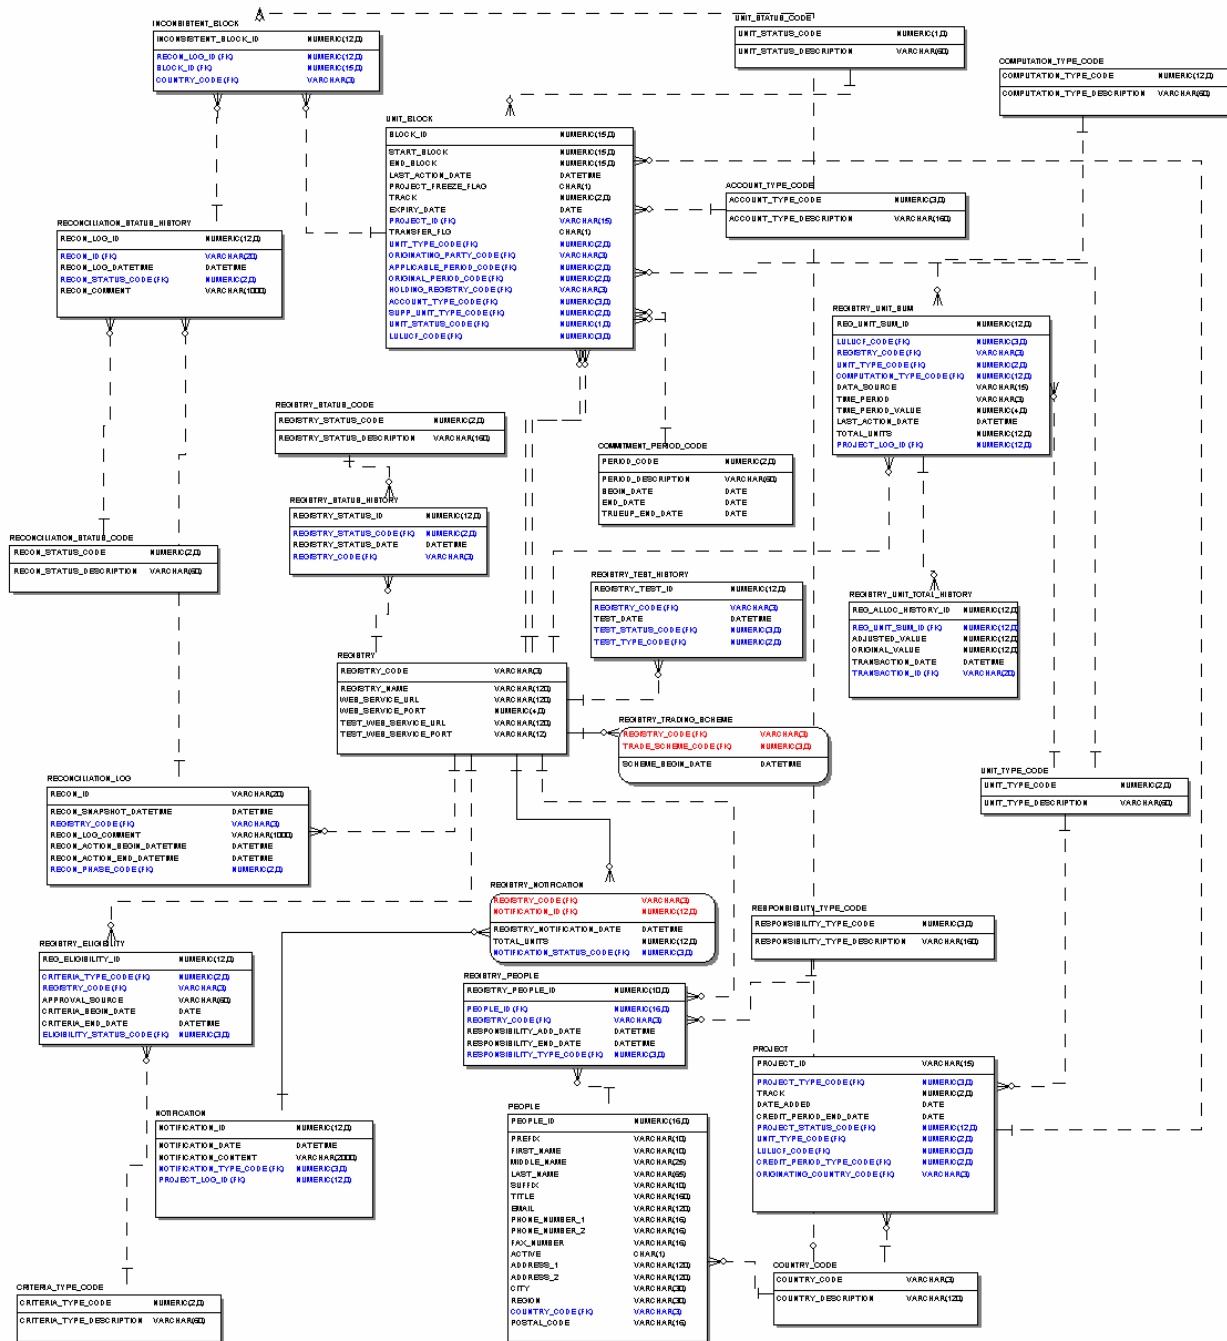 INCONSISTENT_BLOCK
INCONSISTENT_BLOCK_ID NUMERIC(12,0)
RECON_LOG_ID (FK) NUMERIC(12,0)
BLOCK_ID (FK) NUMERIC(15,0)
COUNTRY_CODE (FK) VARCHAR(3)
UNIT_STATUS_CODE
UNIT_STATUS_CODE NUMERIC(1,0)
UNIT_STATUS_DESCRIPTION VARCHAR(60)
COMPUTATION_TYPE_CODE
COMPUTATION_TYPE_CODE NUMERIC(12,0)
COMPUTATION_TYPE_DESCRIPTION VARCHAR(60)
UNIT_BLOCK
BLOCK_ID NUMERIC(15,0)
START_BLOCK NUMERIC(15,0)
END_BLOCK NUMERIC(15,0)
LAST_ACTION_DATE DATETIME
PROJECT_FREEZE_FLAG CHAR(1)
TRACK NUMERIC(2,0)
EXPIRY_DATE DATE
PROJECT_ID (FK) VARCHAR(15)
TRANSFER_FLG CHAR(1)
UNIT_TYPE_CODE (FK) NUMERIC(2,0)
ORIGINATING_PARTY_CODE (FK) VARCHAR(3)
APPLICABLE_PERIOD_CODE (FK) NUMERIC(2,0)
ORIGINAL_PERIOD_CODE (FK) NUMERIC(2,0)
HOLDING_REGISTRY_CODE (FK) VARCHAR(3)
ACCOUNT_TYPE_CODE (FK) NUMERIC(3,0)
SUPP_UNIT_TYPE_CODE (FK) NUMERIC(2,0)
UNIT_STATUS_CODE (FK) NUMERIC(1,0)
LULUCF_CODE (FK) NUMERIC(3,0)
ACCOUNT_TYPE_CODE
ACCOUNT_TYPE_CODE NUMERIC(3,0)
ACCOUNT_TYPE_DESCRIPTION VARCHAR(160)
RECONCILIATION_STATUS_HISTORY
RECON_LOG_ID NUMERIC(12,0)
RECON_ID (FK) VARCHAR(20)
RECON_LOG_DATETIME DATETIME
RECON_STATUS_CODE (FK) NUMERIC(2,0)
RECON_COMMENT VARCHAR(1000)
REGISTRY_UNIT_SUM
REG_UNIT_SUM_ID NUMERIC(12,0)
LULUCF_CODE (FK) NUMERIC(3,0)
REGISTRY_CODE (FK) VARCHAR(3)
UNIT_TYPE_CODE (FK) NUMERIC(2,0)
COMPUTATION_TYPE_CODE (FK) NUMERIC(12,0)
DATA_SOURCE VARCHAR(15)
TIME_PERIOD VARCHAR(3)
TIME_PERIOD_VALUE NUMERIC(4,0)
LAST_ACTION_DATE DATETIME
TOTAL_UNITS NUMERIC(12,0)
PROJECT_LOG_ID (FK) NUMERIC(12,0)
REGISTRY_STATUS_CODE
REGISTRY_STATUS_CODE NUMERIC(2,0)
REGISTRY_STATUS_DESCRIPTION VARCHAR(160)
COMMITMENT_PERIOD_CODE
PERIOD_CODE NUMERIC(2,0)
PERIOD_DESCRIPTION VARCHAR(60)
BEGIN_DATE DATE
END_DATE DATE
TRUEUP_END_DATE DATE
REGISTRY_STATUS_HISTORY
REGISTRY_STATUS_ID NUMERIC(12,0)
REGISTRY_STATUS_CODE (FK) NUMERIC(2,0)
REGISTRY_STATUS_DATE DATETIME
REGISTRY_CODE (FK) VARCHAR(3)
RECONCILIATION_STATUS_CODE
RECON_STATUS_CODE NUMERIC(2,0)
RECON_STATUS_DESCRIPTION VARCHAR(60)
REGISTRY_TEST_HISTORY
REGISTRY_TEST_ID NUMERIC(12,0)
REGISTRY_CODE (FK) VARCHAR(3)
TEST_DATE DATETIME
TEST_STATUS_CODE (FK) NUMERIC(3,0)
TEST_TYPE_CODE (FK) NUMERIC(2,0)
REGISTRY_UNIT_TOTAL_HISTORY
REG_ALLOC_HISTORY_ID NUMERIC(12,0)
REG_UNIT_SUM_ID (FK) NUMERIC(12,0)
ADJUSTED_VALUE NUMERIC(12,0)
ORIGINAL_VALUE NUMERIC(12,0)
TRANSACTION_DATE DATETIME
TRANSACTION_ID (FK) VARCHAR(20)
REGISTRY
REGISTRY_CODE VARCHAR(3)
REGISTRY_NAME VARCHAR(120)
WEB_SERVICE_URL VARCHAR(120)
WEB_SERVICE_PORT NUMERIC(4,0)
TEST_WEB_SERVICE_URL VARCHAR(120)
TEST_WEB_SERVICE_PORT VARCHAR(12)
REGISTRY_TRADING_SCHEME
REGISTRY_CODE (FK) VARCHAR(3)
TRADE_SCHEME_CODE (FK) NUMERIC(3,0)
SCHEME_BEGIN_DATE DATETIME
RECONCILIATION_LOG
RECON_ID VARCHAR(20)
RECON_SNAPSHOT_DATETIME DATETIME
REGISTRY_CODE (FK) VARCHAR(3)
RECON_LOG_COMMENT VARCHAR(1000)
RECON_ACTION_BEGIN_DATETIME DATETIME
RECON_ACTION_END_DATETIME DATETIME
RECON_PHASE_CODE (FK) NUMERIC(2,0)
UNIT_TYPE_CODE
UNIT_TYPE_CODE NUMERIC(2,0)
UNIT_TYPE_DESCRIPTION VARCHAR(60)
REGISTRY_NOTIFICATION
REGISTRY_CODE (FK) VARCHAR(3)
NOTIFICATION_ID (FK) NUMERIC(12,0)
REGISTRY_NOTIFICATION_DATE DATETIME
TOTAL_UNITS NUMERIC(12,0)
NOTIFICATION_STATUS_CODE (FK) NUMERIC(3,0)
RESPONSIBILITY_TYPE_CODE
RESPONSIBILITY_TYPE_CODE NUMERIC(3,0)
RESPONSIBILITY_TYPE_DESCRIPTION VARCHAR(160)
REGISTRY_ELIGIBILITY
REG_ELIGIBILITY_ID NUMERIC(12,0)
CRITERIA_TYPE_CODE (FK) NUMERIC(2,0)
REGISTRY_CODE (FK) VARCHAR(3)
APPROVAL_SOURCE VARCHAR(60)
CRITERIA_BEGIN_DATE DATE
CRITERIA_END_DATE DATETIME
ELIGIBILITY_STATUS_CODE (FK) NUMERIC(3,0)
REGISTRY_PEOPLE
REGISTRY_PEOPLE_ID NUMERIC(10,0)
PEOPLE_ID (FK) NUMERIC(16,0)
REGISTRY_CODE (FK) VARCHAR(3)
RESPONSIBILITY_ADD_DATE DATETIME
RESPONSIBILITY_END_DATE DATETIME
RESPONSIBILITY_TYPE_CODE (FK) NUMERIC(3,0)
PROJECT
PROJECT_ID VARCHAR(15)
PROJECT_TYPE_CODE (FK) NUMERIC(3,0)
TRACK NUMERIC(2,0)
DATE_ADDED DATE
CREDIT_PERIOD_END_DATE DATE
PROJECT_STATUS_CODE (FK) NUMERIC(12,0)
UNIT_TYPE_CODE (FK) NUMERIC(2,0)
LULUCF_CODE (FK) NUMERIC(3,0)
CREDIT_PERIOD_TYPE_CODE (FK) NUMERIC(2,0)
ORIGINATING_COUNTRY_CODE (FK) VARCHAR(3)
NOTIFICATION
NOTIFICATION_ID NUMERIC(12,0)
NOTIFICATION_DATE DATETIME
NOTIFICATION_CONTENT VARCHAR(2000)
NOTIFICATION_TYPE_CODE (FK) NUMERIC(3,0)
PROJECT_LOG_ID (FK) NUMERIC(12,0)
PEOPLE
PEOPLE_ID NUMERIC(16,0)
PREFIX VARCHAR(10)
FIRST_NAME VARCHAR(10)
MIDDLE_NAME VARCHAR(25)
LAST_NAME VARCHAR(65)
SUFFIX VARCHAR(10)
TITLE VARCHAR(160)
EMAIL VARCHAR(120)
PHONE_NUMBER_1 VARCHAR(16)
PHONE_NUMBER_2 VARCHAR(16)
FAX_NUMBER VARCHAR(16)
ACTIVE CHAR(1)
ADDRESS_1 VARCHAR(120)
ADDRESS_2 VARCHAR(120)
CITY VARCHAR(30)
REGION VARCHAR(30)
COUNTRY_CODE (FK) VARCHAR(3)
POSTAL_CODE VARCHAR(16)
COUNTRY_CODE
COUNTRY_CODE VARCHAR(3)
COUNTRY_DESCRIPTION VARCHAR(120)
CRITERIA_TYPE_CODE
CRITERIA_TYPE_CODE NUMERIC(2,0)
CRITERIA_TYPE_DESCRIPTION VARCHAR(60)